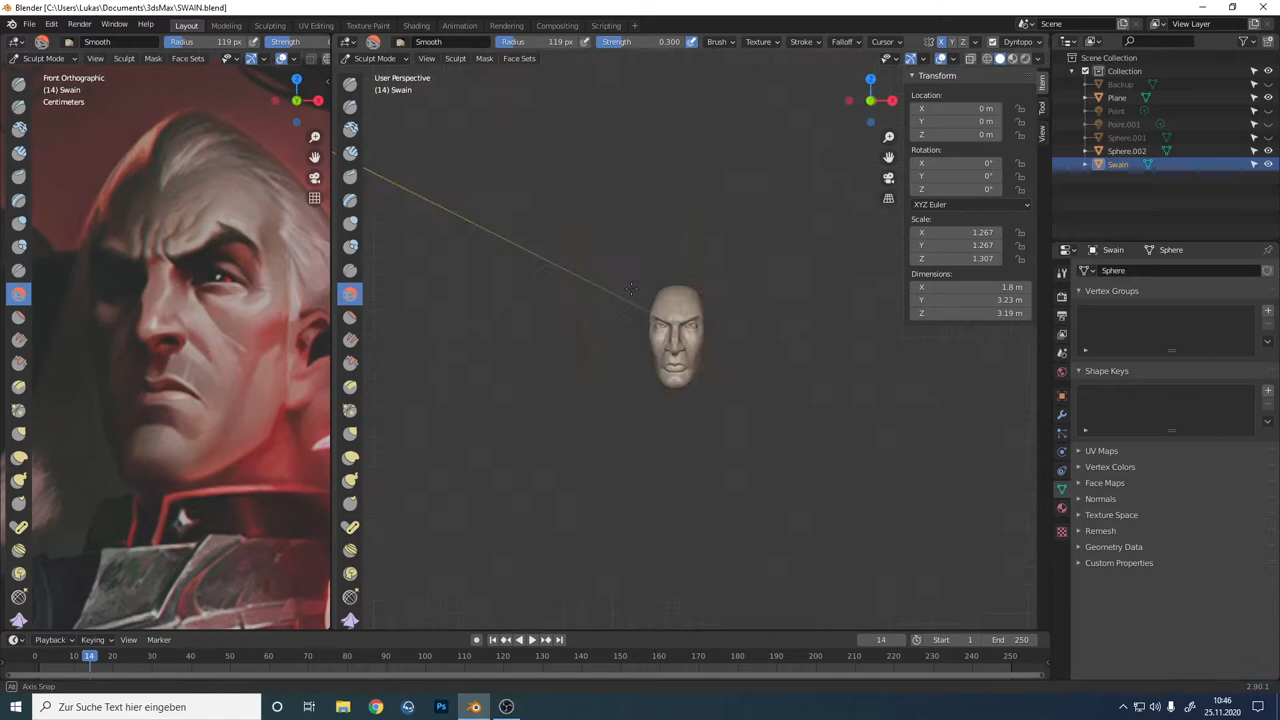 Blender [C:\Users\Lukas\Documents\3dsMax\SWAIN.blend]
File Edit Render Window Help Layout Modeling Sculpting UV Editing Texture Paint Shading Animation Rendering Compositing Scripting Scene View Layer
Smooth Radius 119 px Strength Smooth Radius 119 px Strength 0.300 Brush Texture Stroke Falloff Cursor X Y Z Dyntopo
Sculpt Mode View Sculpt Mask Face Sets Sculpt Mode View Sculpt Mask Face Sets
Front Orthographic
(14) Swain
Centimeters
Z
Y
X
User Perspective
(14) Swain
Z
X
Transform
Location:
X 0 m
Y 0 m
Z 0 m
Rotation:
X 0°
Y 0°
Z 0°
XYZ Euler
Scale:
X 1.267
Y 1.267
Z 1.307
Dimensions:
X 1.8 m
Y 3.23 m
Z 3.19 m
Item
Tool
View
Scene Collection
Collection
Backup
Plane
Point
Point.001
Sphere.001
Sphere.002
Swain
Swain Sphere
Sphere
Vertex Groups
Shape Keys
UV Maps
Vertex Colors
Face Maps
Normals
Texture Space
Remesh
Geometry Data
Custom Properties
Playback Keying View Marker 14 Start 1 End 250
0 10 14 20 30 40 50 60 70 80 90 100 110 120 130 140 150 160 170 180 190 200 210 220 230 240 250
Alt Axis Snap 2.90.1
Zur Suche Text hier eingeben
Ps
10:46
25.11.2020